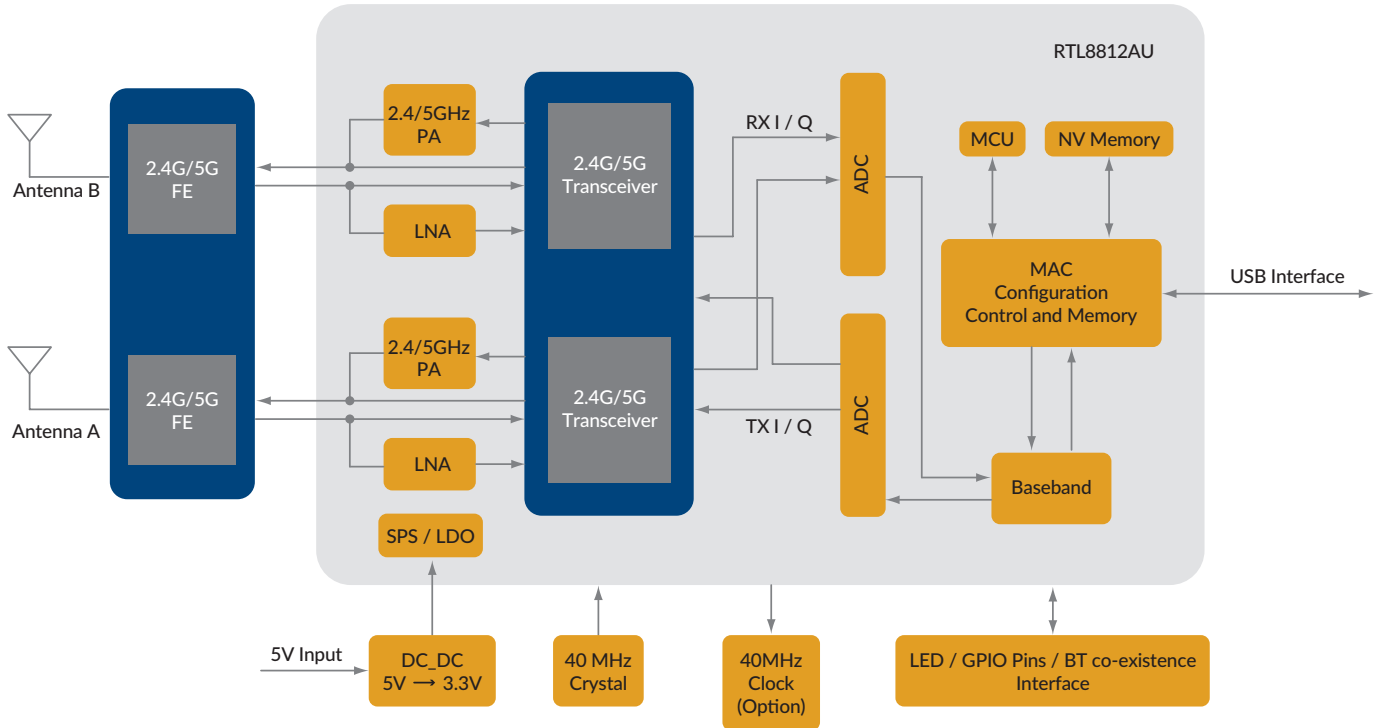 RTL8812AU
2.4/5GHz
PA
RX I / Q
ADC
MCU
NV Memory
2.4G/5G
FE
2.4G/5G
Transceiver
Antenna B
LNA
MAC
Configuration
Control and Memory
USB Interface
2.4/5GHz
PA
2.4G/5G
FE
2.4G/5G
Transceiver
ADC
TX I / Q
Antenna A
LNA
Baseband
SPS / LDO
5V Input
DC_DC
5V → 3.3V
40 MHz
Crystal
40MHz
Clock
(Option)
LED / GPIO Pins / BT co-existence
Interface